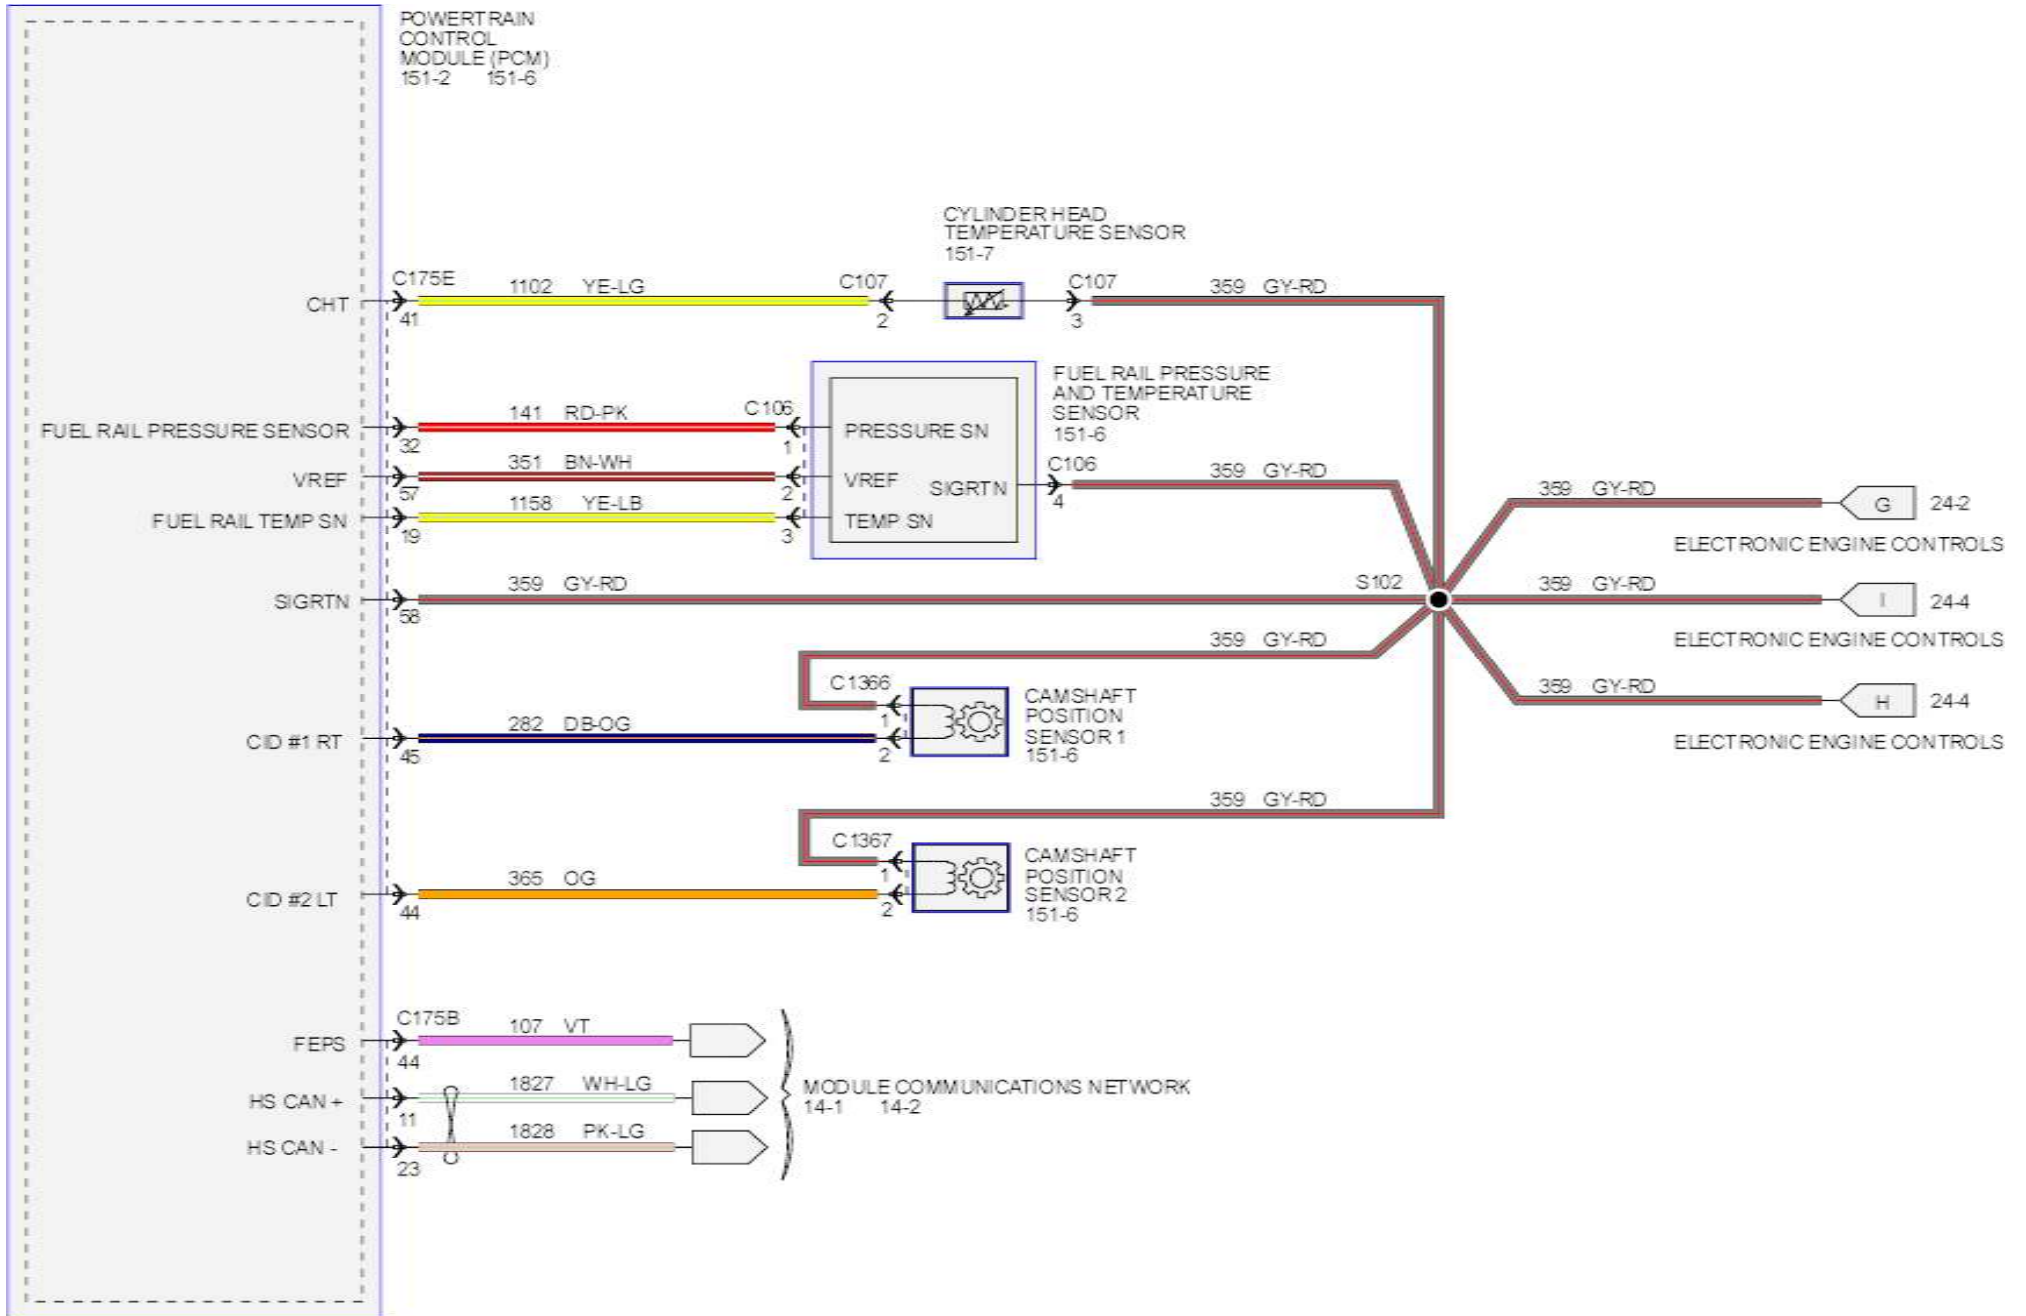 POWERTRAIN
CONTROL
MODULE (PCM)
151-2 151-6
CYLINDER HEAD
TEMPERATURE SENSOR
151-7
C175E
1102 YE-LG
C107
C107
359 GY-RD
CHT
41
2
3
FUEL RAIL PRESSURE
AND TEMPERATURE
SENSOR
151-6
141 RD-PK
C106
FUEL RAIL PRESSURE SENSOR
32
1
PRESSURE SN
351 BN-WH
VREF
57
2
VREF
C106
359 GY-RD
SIGRTN
4
1158 YE-LB
FUEL RAIL TEMP SN
19
3
TEMP SN
359 GY-RD
G
24-2
ELECTRONIC ENGINE CONTROLS
359 GY-RD
SIGRTN
58
S102
359 GY-RD
I
24-4
ELECTRONIC ENGINE CONTROLS
359 GY-RD
C1366
1
359 GY-RD
H
24-4
ELECTRONIC ENGINE CONTROLS
CAMSHAFT
POSITION
SENSOR 1
151-6
282 DB-OG
CID #1 RT
45
2
359 GY-RD
C1367
1
CAMSHAFT
POSITION
SENSOR 2
151-6
365 OG
CID #2 LT
44
2
C175B
107 VT
FEPS
44
1827 WH-LG
HS CAN +
11
MODULE COMMUNICATIONS NETWORK
14-1 14-2
1828 PK-LG
HS CAN -
23